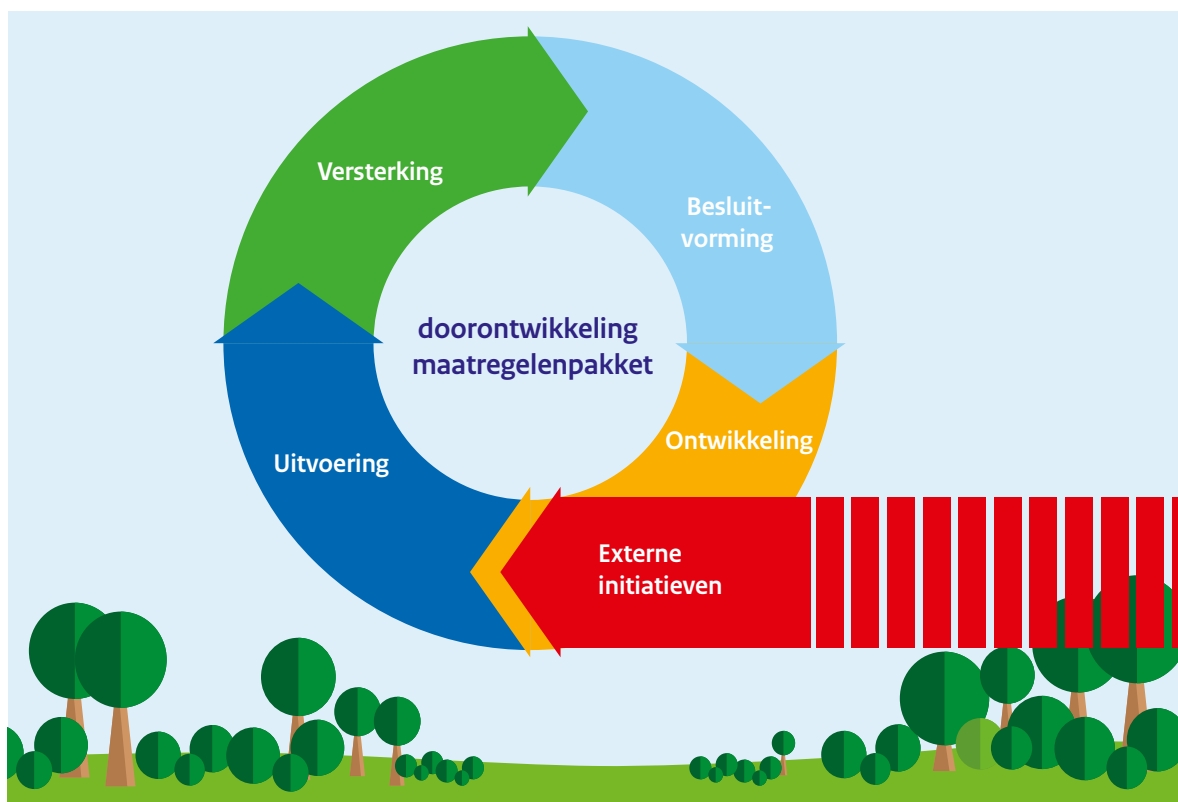 Versterking
Besluit-
vorming
doorontwikkeling
maatregelenpakket
Ontwikkeling
Uitvoering
Externe
initiatieven